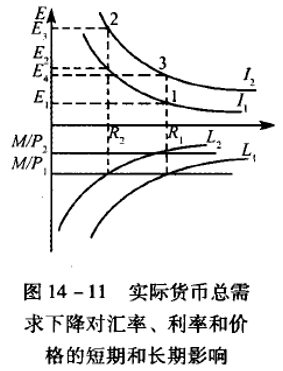 E
E₃
2
E₂
E₄
3
E₁
1
I₂
I₁
R₂
R₁
L₂
M/P₂
L₁
M/P₁
图 14-11 实际货币总需
求下降对汇率、利率和价
格的短期和长期影响